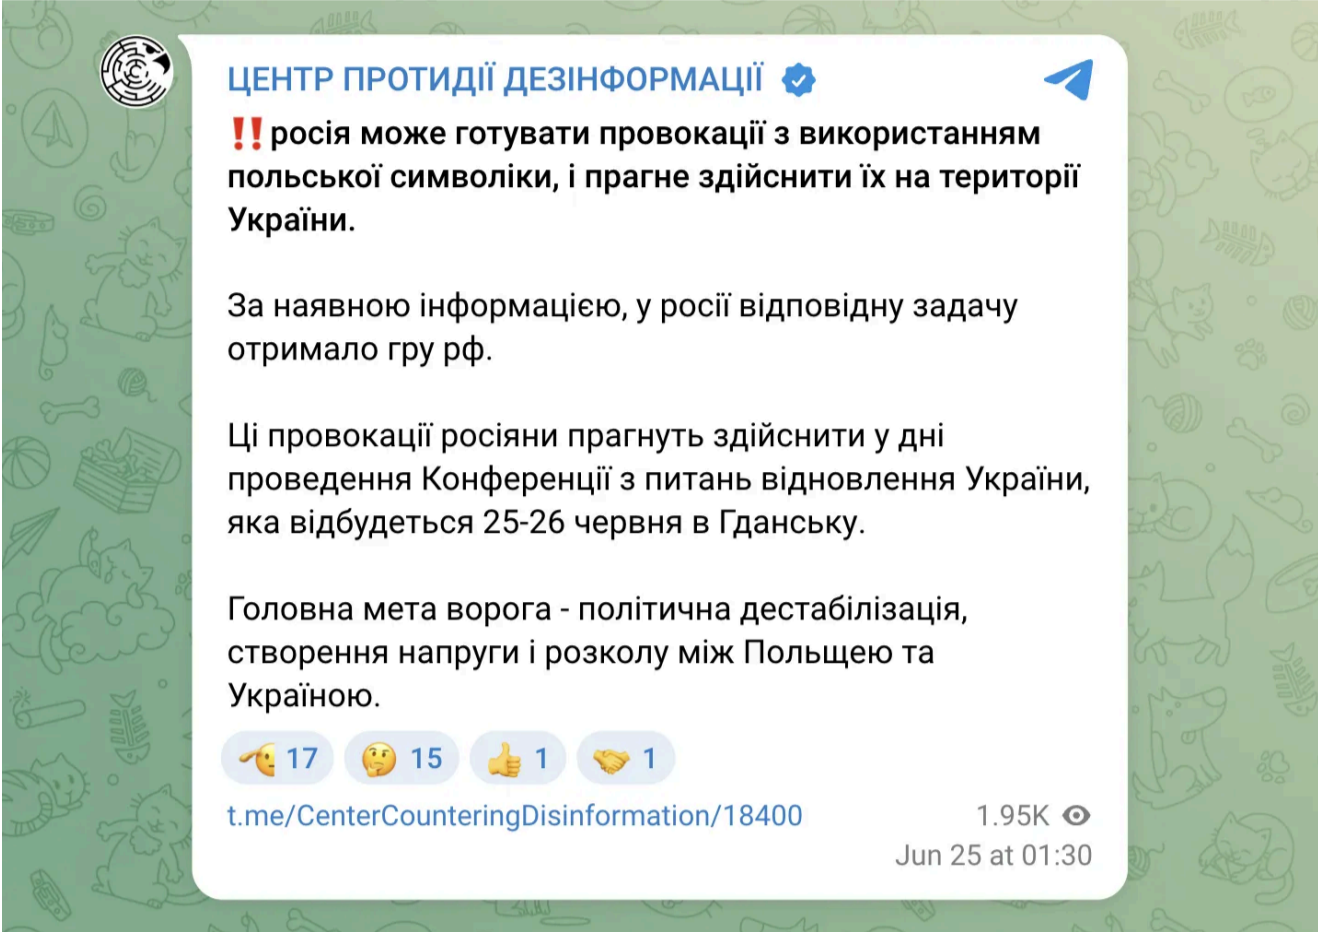 ЦЕНТР ПРОТИДІЇ ДЕЗІНФОРМАЦІЇ
‼️росія може готувати провокації з використанням
польської символіки, і прагне здійснити їх на території
України.
За наявною інформацією, у росії відповідну задачу
отримало гру рф.
Ці провокації росіяни прагнуть здійснити у дні
проведення Конференції з питань відновлення України,
яка відбудеться 25-26 червня в Гданську.
Головна мета ворога - політична дестабілізація,
створення напруги і розколу між Польщею та
Україною.
17 15 1 1
t.me/CenterCounteringDisinformation/18400 1.95K
Jun 25 at 01:30